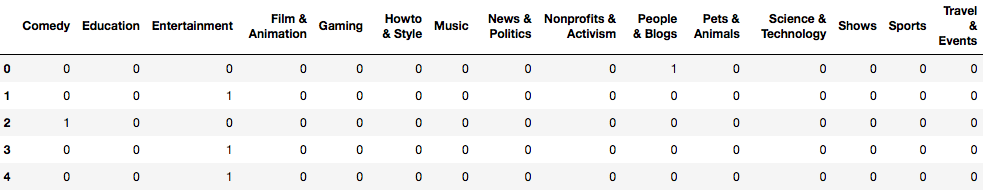 Comedy Education Entertainment Film & Animation Gaming Howto & Style Music News & Politics Nonprofits & Activism People & Blogs Pets & Animals Science & Technology Shows Sports Travel & Events
0 0 0 0 0 0 0 0 0 0 1 0 0 0 0 0
1 0 0 1 0 0 0 0 0 0 0 0 0 0 0 0
2 1 0 0 0 0 0 0 0 0 0 0 0 0 0 0
3 0 0 1 0 0 0 0 0 0 0 0 0 0 0 0
4 0 0 1 0 0 0 0 0 0 0 0 0 0 0 0